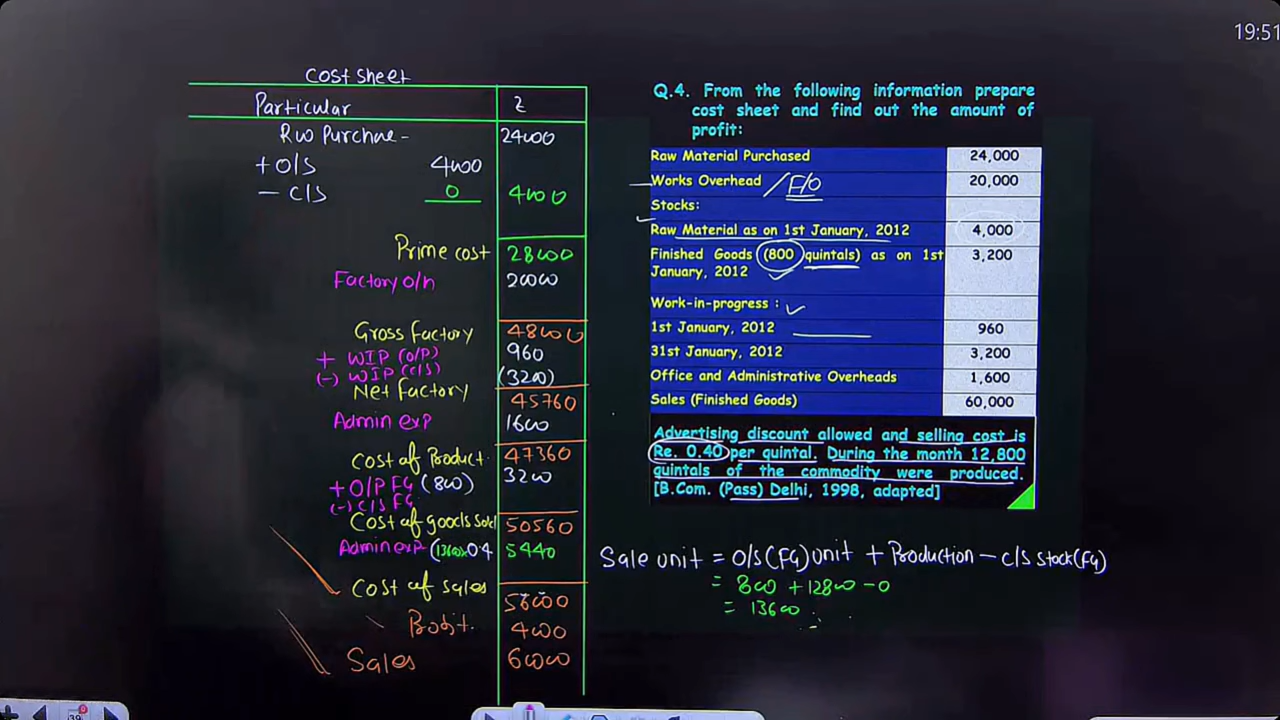 19:51
Cost sheet
Particular ₹
RW Purchae - 24000
+ O/S 4000
- C/S 0 4000
Prime cost 28000
Factory o/h 20000
Gross Factory 48000
+ WIP (O/P) 960
(-) WIP (C/S) (3200)
Net Factory 45760
Admin exp 1600
Cost of Product. 47360
+ O/P FG (800) 3200
(-) C/S FG
Cost of goods sold 50560
Admin exp (13600x0.4 5440
Cost of sales 56000
Profit. 4000
Sales 60000
Q.4. From the following information prepare
cost sheet and find out the amount of
profit:
Raw Material Purchased 24,000
Works Overhead / F/O 20,000
Stocks:
Raw Material as on 1st January, 2012 4,000
Finished Goods (800 quintals) as on 1st 3,200
January, 2012
Work-in-progress :
1st January, 2012 960
31st January, 2012 3,200
Office and Administrative Overheads 1,600
Sales (Finished Goods) 60,000
Advertising discount allowed and selling cost is
Re. 0.40 per quintal. During the month 12,800
quintals of the commodity were produced.
[B.Com. (Pass) Delhi, 1998, adapted]
Sale unit = O/S (FG) unit + Production - C/S stock (FG)
= 800 + 12800 - 0
= 13600
39